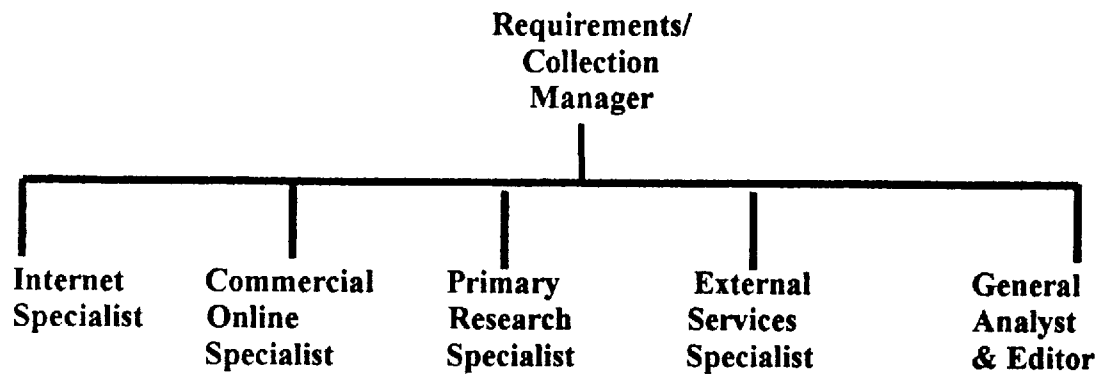 Requirements/
Collection
Manager
Internet
Specialist
Commercial
Online
Specialist
Primary
Research
Specialist
External
Services
Specialist
General
Analyst
& Editor